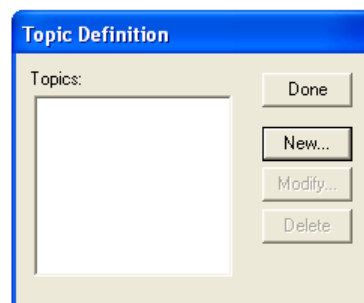 Topic Definition
Topics:
Done
New...
Modify...
Delete